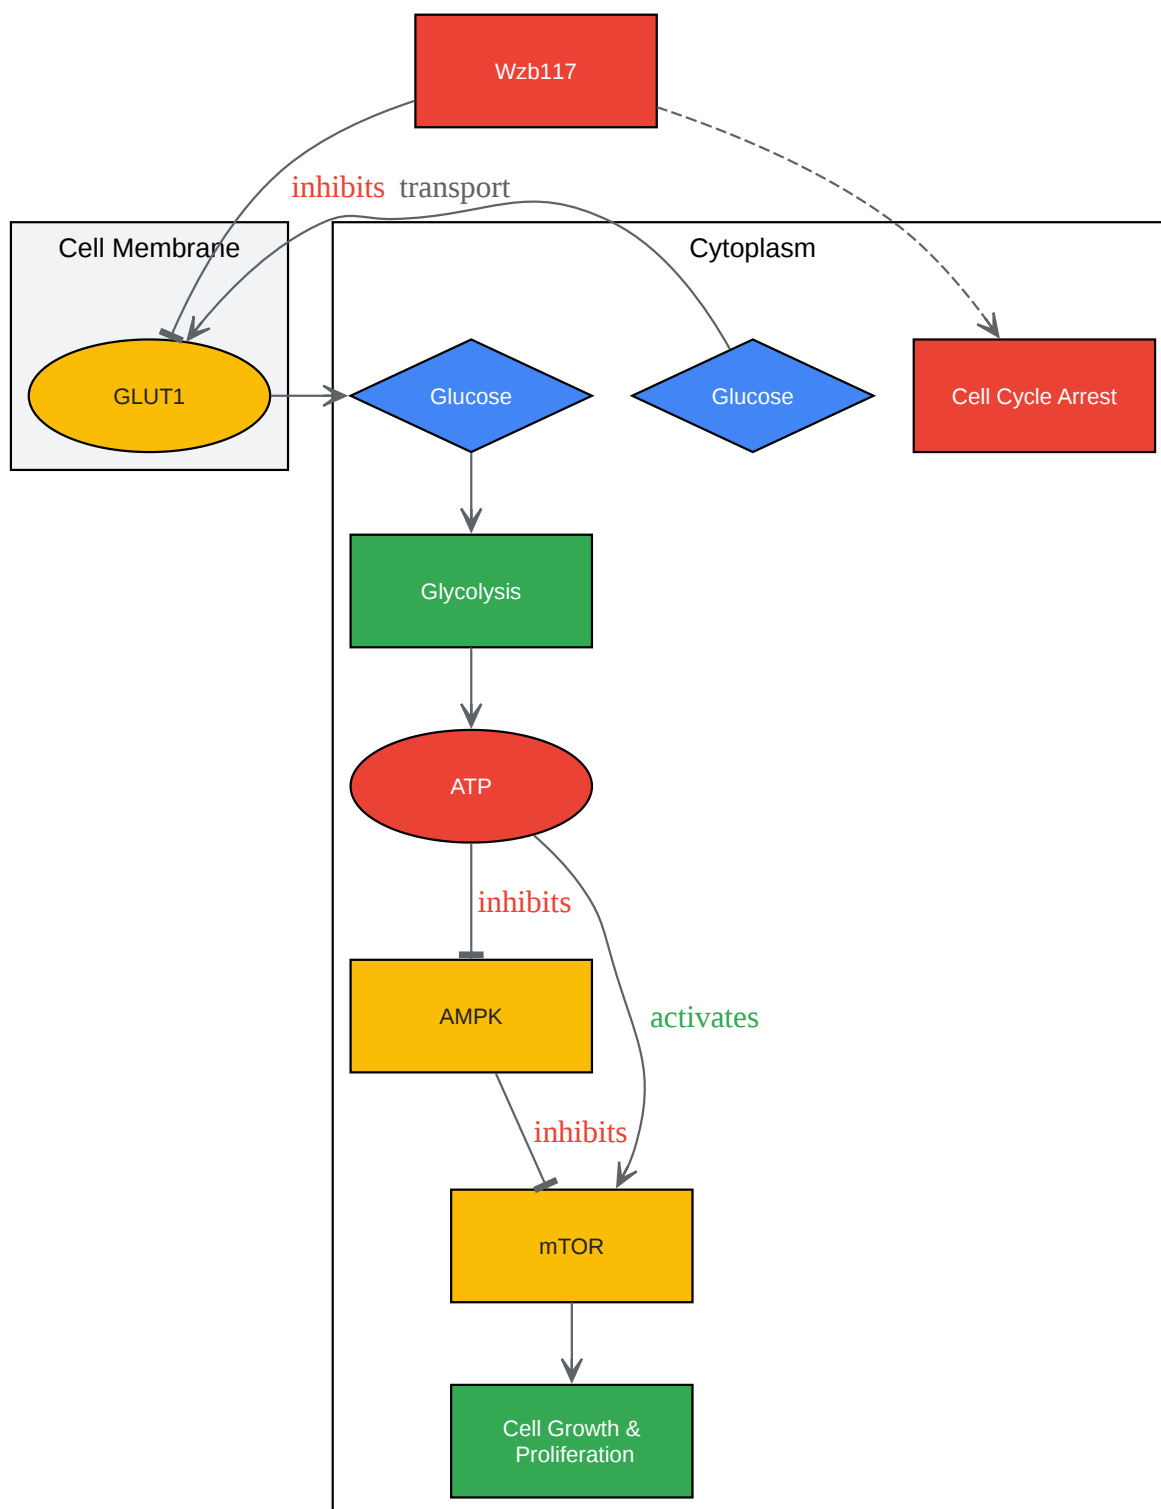 Wzb117
inhibits
transport
Cell Membrane
Cytoplasm
GLUT1
Glucose
Glucose
Cell Cycle Arrest
Glycolysis
ATP
inhibits
AMPK
activates
inhibits
mTOR
Cell Growth &
Proliferation